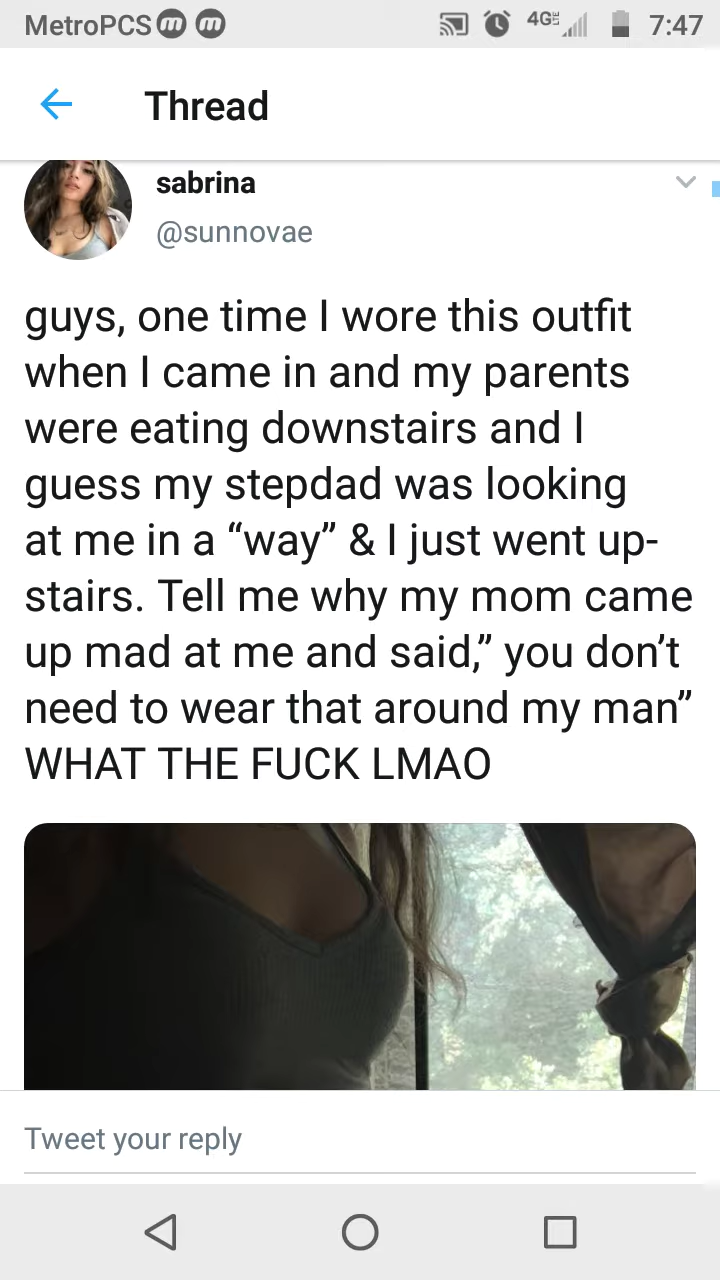 MetroPCS m m 4G LTE 7:47
Thread
sabrina
@sunnovae
guys, one time I wore this outfit
when I came in and my parents
were eating downstairs and I
guess my stepdad was looking
at me in a “way” & I just went up-
stairs. Tell me why my mom came
up mad at me and said,” you don’t
need to wear that around my man”
WHAT THE FUCK LMAO
Tweet your reply